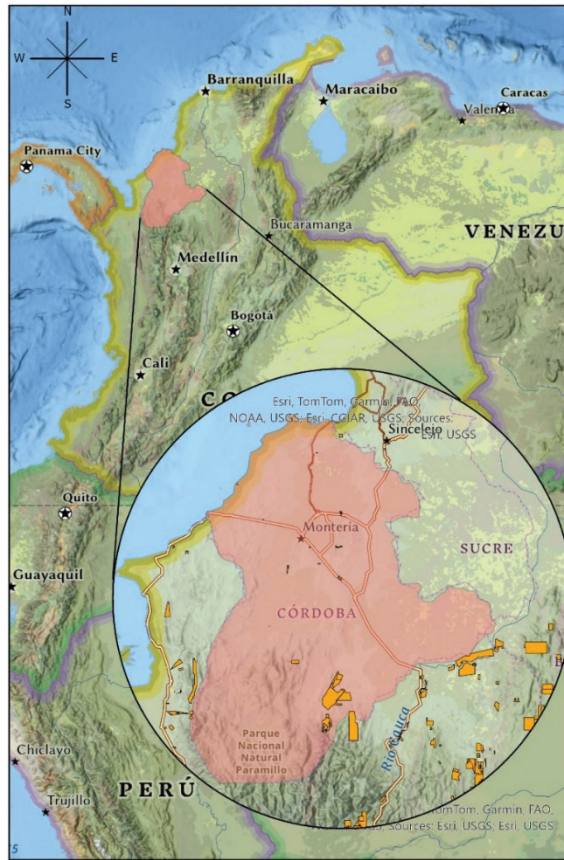 N
W E
S
Barranquilla
Maracaibo
Caracas
Valencia
Panama City
Bucaramanga
VENEZU
Medellín
Bogotá
Cali
CO
Esri, TomTom, Garmin, FAO,
NOAA, USGS; Esri, CGIAR, USGS; Sources:
Esri, USGS
Sincelejo
Quito
Montería
SUCRE
Guayaquil
CÓRDOBA
Parque
Nacional
Natural
Paramillo
Río Cauca
Chiclayo
PERÚ
Trujillo
TomTom, Garmin, FAO,
Sources: Esri, USGS; Esri, USGS